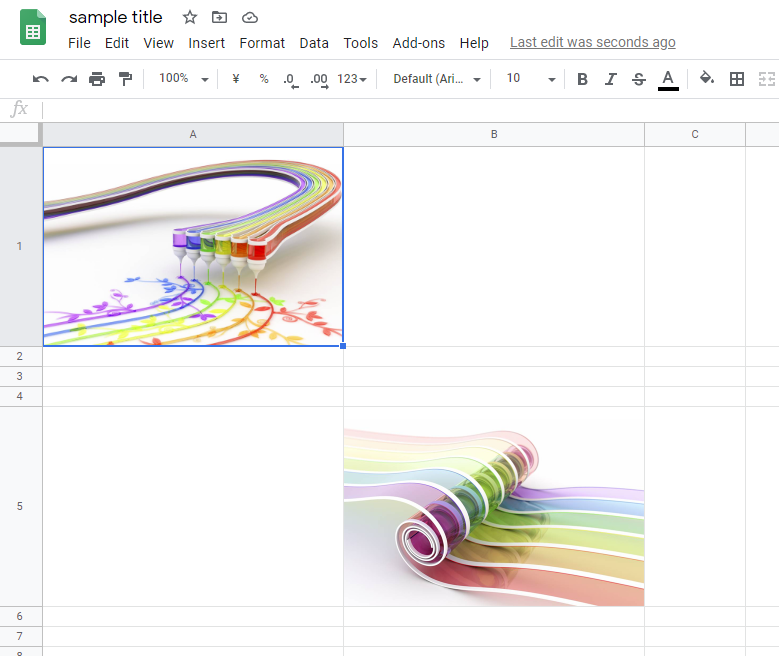 sample title
File Edit View Insert Format Data Tools Add-ons Help Last edit was seconds ago
100% ¥ % .0 .00 123 Default (Ari... 10 B I S A
fx
A B C
1
2
3
4
5
6
7
8